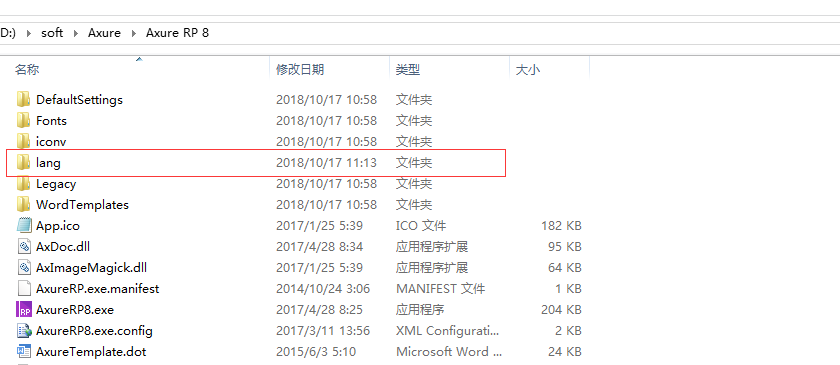 D:) soft Axure Axure RP 8
名称 修改日期 类型 大小
DefaultSettings 2018/10/17 10:58 文件夹
Fonts 2018/10/17 10:58 文件夹
iconv 2018/10/17 10:58 文件夹
lang 2018/10/17 11:13 文件夹
Legacy 2018/10/17 10:58 文件夹
WordTemplates 2018/10/17 10:58 文件夹
App.ico 2017/1/25 5:39 ICO 文件 182 KB
AxDoc.dll 2017/4/28 8:34 应用程序扩展 95 KB
AxImageMagick.dll 2017/1/25 5:39 应用程序扩展 64 KB
AxureRP.exe.manifest 2014/10/24 3:06 MANIFEST 文件 1 KB
RP AxureRP8.exe 2017/4/28 8:25 应用程序 204 KB
AxureRP8.exe.config 2017/3/11 13:56 XML Configurati... 2 KB
AxureTemplate.dot 2015/6/3 5:10 Microsoft Word ... 24 KB